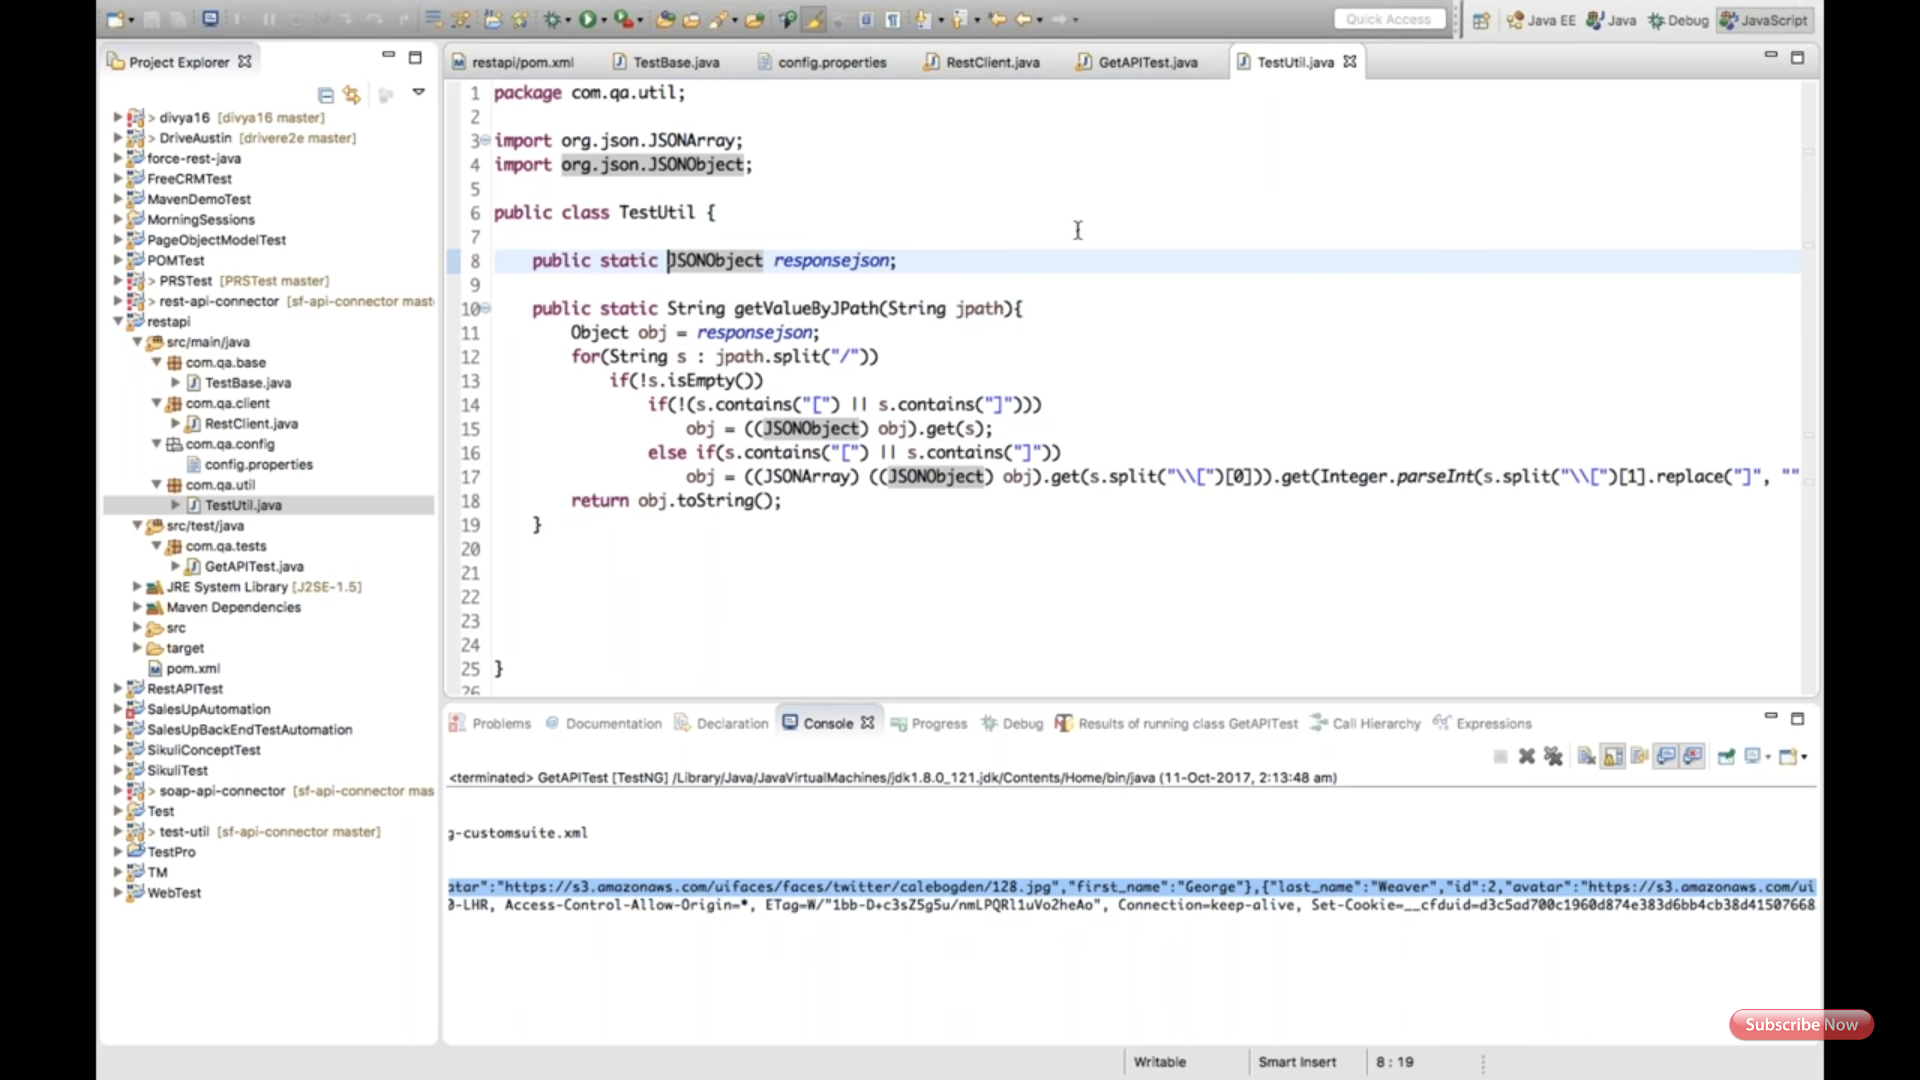 Quick Access
Java EE
Java
Debug
JavaScript
Project Explorer
restapi/pom.xml
TestBase.java
config.properties
RestClient.java
GetAPITest.java
TestUtil.java
> divya16 [divya16 master]
> DriveAustin [drivere2e master]
force-rest-java
FreeCRMTest
MavenDemoTest
MorningSessions
PageObjectModelTest
POMTest
> PRSTest [PRSTest master]
> rest-api-connector [sf-api-connector mast
restapi
src/main/java
com.qa.base
TestBase.java
com.qa.client
RestClient.java
com.qa.config
config.properties
com.qa.util
TestUtil.java
src/test/java
com.qa.tests
GetAPITest.java
JRE System Library [J2SE-1.5]
Maven Dependencies
src
target
pom.xml
RestAPITest
SalesUpAutomation
SalesUpBackEndTestAutomation
SikuliConceptTest
SikuliTest
> soap-api-connector [sf-api-connector mas
Test
> test-util [sf-api-connector master]
TestPro
TM
WebTest
1 package com.qa.util;
2
3 import org.json.JSONArray;
4 import org.json.JSONObject;
5
6 public class TestUtil {
7
8 public static JSONObject responsejson;
9
10 public static String getValueByJPath(String jpath){
11 Object obj = responsejson;
12 for(String s : jpath.split("/"))
13 if(!s.isEmpty())
14 if(!(s.contains("[") || s.contains("]")))
15 obj = ((JSONObject) obj).get(s);
16 else if(s.contains("[") || s.contains("]"))
17 obj = ((JSONArray) ((JSONObject) obj).get(s.split("\\[")[0])).get(Integer.parseInt(s.split("\\[")[1].replace("]", ""
18 return obj.toString();
19 }
20
21
22
23
24
25 }
26
Problems
Documentation
Declaration
Console
Progress
Debug
Results of running class GetAPITest
Call Hierarchy
Expressions
<terminated> GetAPITest [TestNG] /Library/Java/JavaVirtualMachines/jdk1.8.0_121.jdk/Contents/Home/bin/java (11-Oct-2017, 2:13:48 am)
g-customsuite.xml
atar":"https://s3.amazonaws.com/uifaces/faces/twitter/calebogden/128.jpg","first_name":"George"},{"last_name":"Weaver","id":2,"avatar":"https://s3.amazonaws.com/ui
0-LHR, Access-Control-Allow-Origin=*, ETag=W/"1bb-D+c3sZ5g5u/nmLPQRl1uVo2heAo", Connection=keep-alive, Set-Cookie=__cfduid=d3c5ad700c1960d874e383d6bb4cb38d41507668
Subscribe Now
Writable
Smart Insert
8 : 19